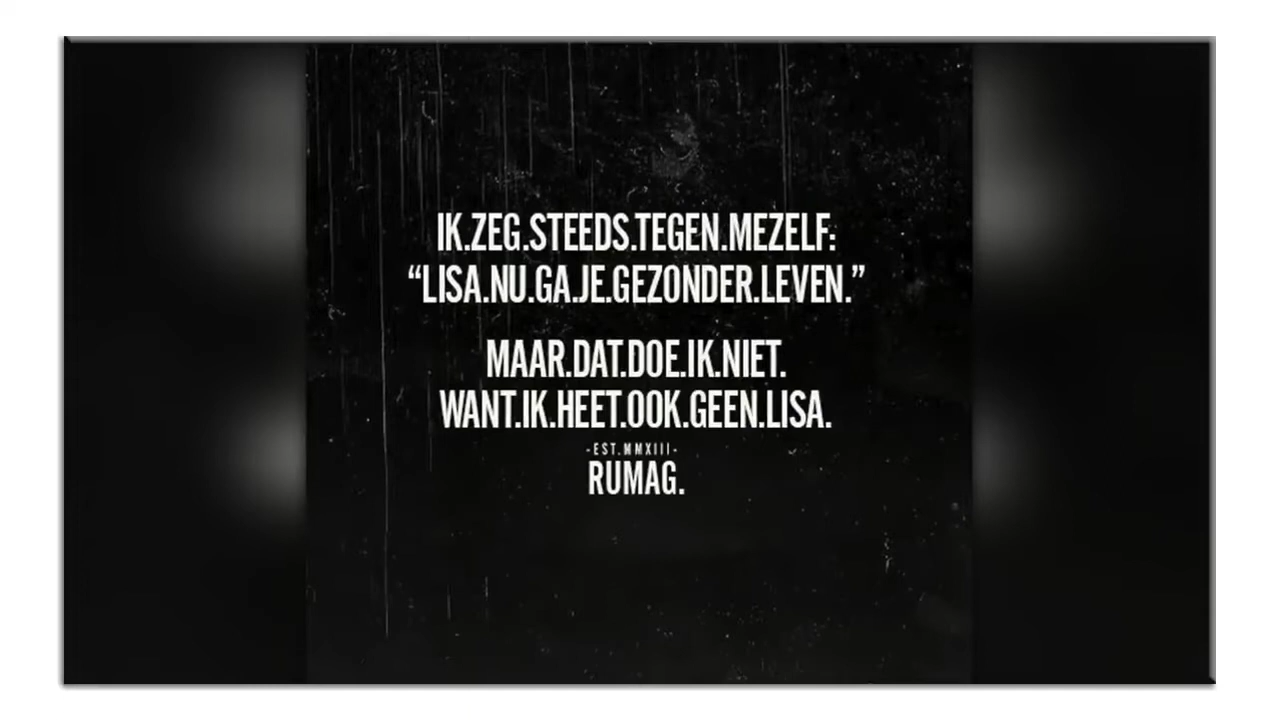 IK.ZEG.STEEDS.TEGEN.MEZELF:
“LISA.NU.GA.JE.GEZONDER.LEVEN.”
MAAR.DAT.DOE.IK.NIET.
WANT.IK.HEET.OOK.GEEN.LISA.
-EST.MMXIII-
RUMAG.